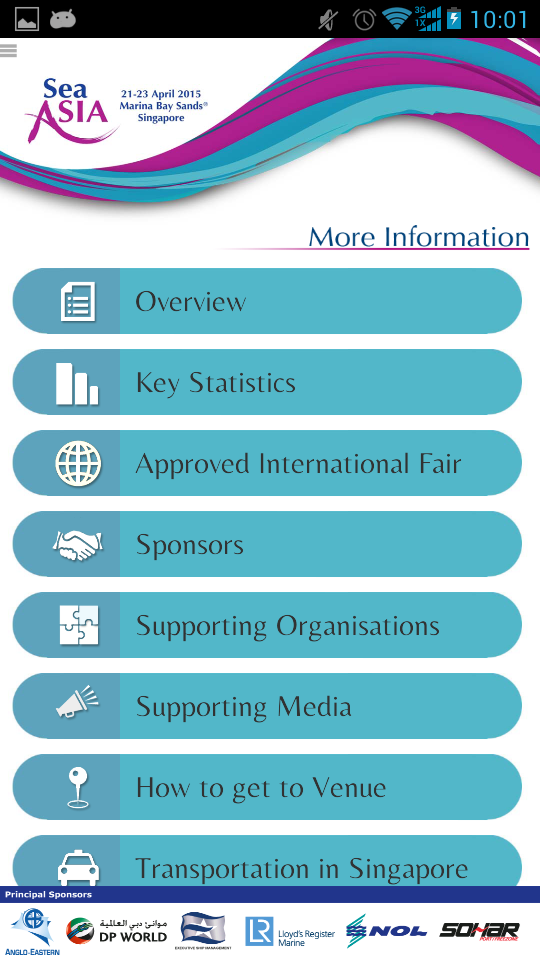 3G
1X
10:01
Sea
ASIA
21-23 April 2015
Marina Bay Sands®
Singapore
More Information
Overview
Key Statistics
Approved International Fair
Sponsors
Supporting Organisations
Supporting Media
How to get to Venue
Transportation in Singapore
Principal Sponsors
ANGLO-EASTERN
موانئ دبي العالمية
DP WORLD
EXECUTIVE SHIP MANAGEMENT
LR
Lloyd's Register
Marine
NOL
SOHAR
PORT/FREEZONE